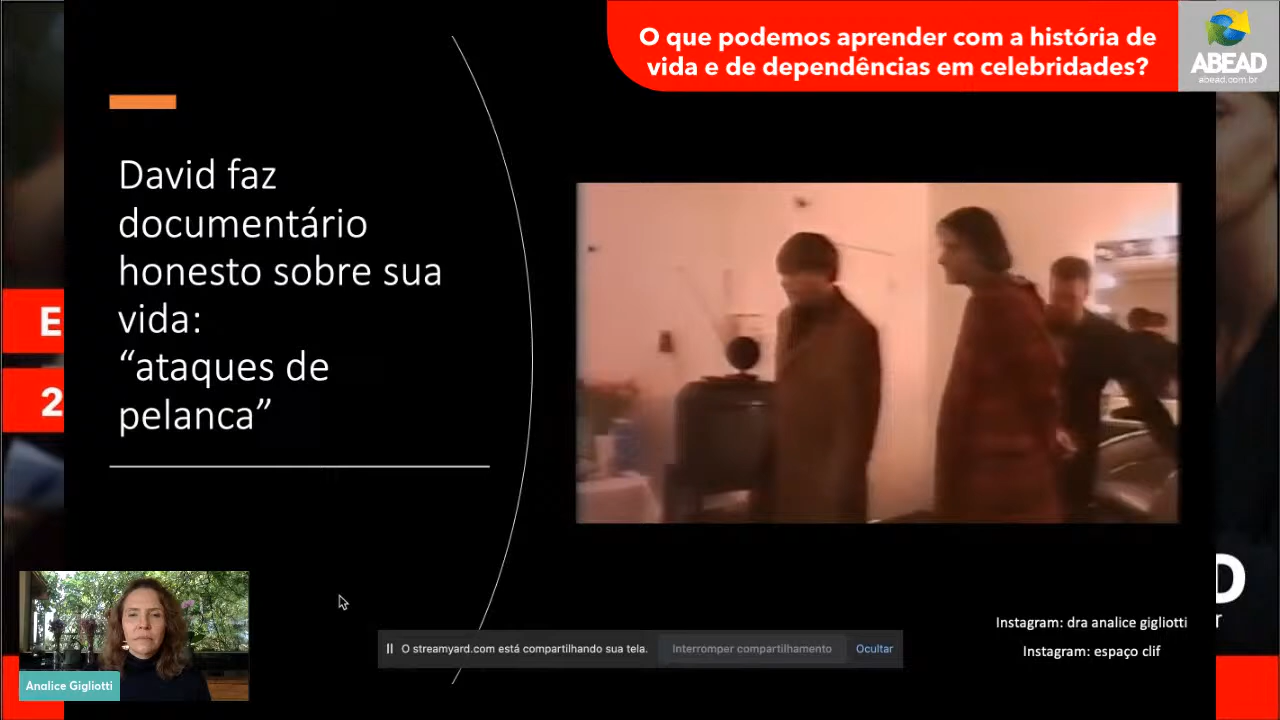 O que podemos aprender com a história de
vida e de dependências em celebridades?
ABEAD
abead.com.br
David faz
documentário
honesto sobre sua
vida:
“ataques de
pelanca”
E
2
D
r
Instagram: dra analice gigliotti
Instagram: espaço clif
O streamyard.com está compartilhando sua tela.
Interromper compartilhamento
Ocultar
Analice Gigliotti